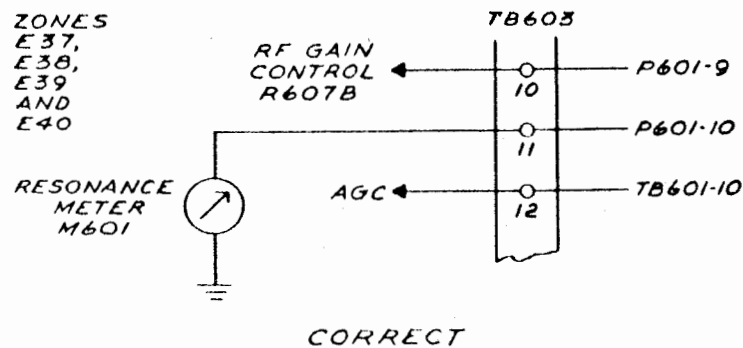 ZONES
E37,
E38,
E39
AND
E40
TB603
RF GAIN
CONTROL
R607B
10
P601-9
11
P601-10
RESONANCE
METER
M601
AGC
12
TB601-10
CORRECT